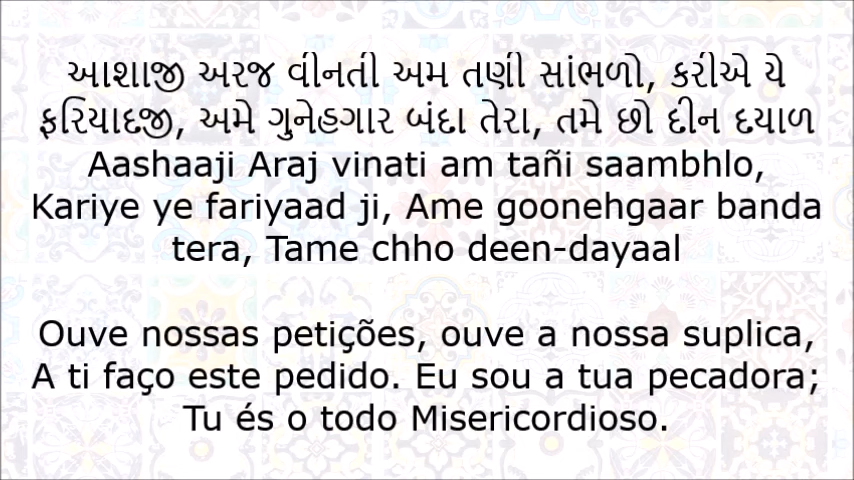 આશાજી અરજ વીનતી અમ તણી સાંભળો, કરીએ યે
ફરિયાદજી, અમે ગુનેહગાર બંદા તેરા, તમે છો દીન દયાળ
Aashaaji Araj vinati am tañi saambhlo,
Kariye ye fariyaad ji, Ame goonehgaar banda
tera, Tame chho deen-dayaal
Ouve nossas petições, ouve a nossa suplica,
A ti faço este pedido. Eu sou a tua pecadora;
Tu és o todo Misericordioso.